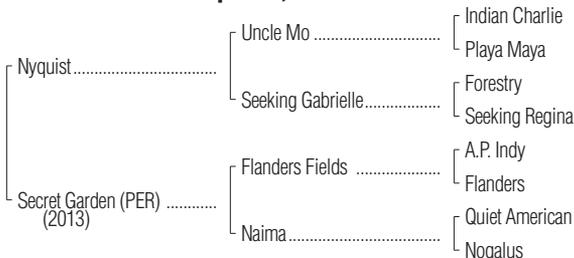 Indian Charlie
Uncle Mo
Playa Maya
Nyquist
Forestry
Seeking Gabrielle
Seeking Regina
A.P. Indy
Flanders Fields
Flanders
Secret Garden (PER)
(2013)
Quiet American
Naima
Nogalus